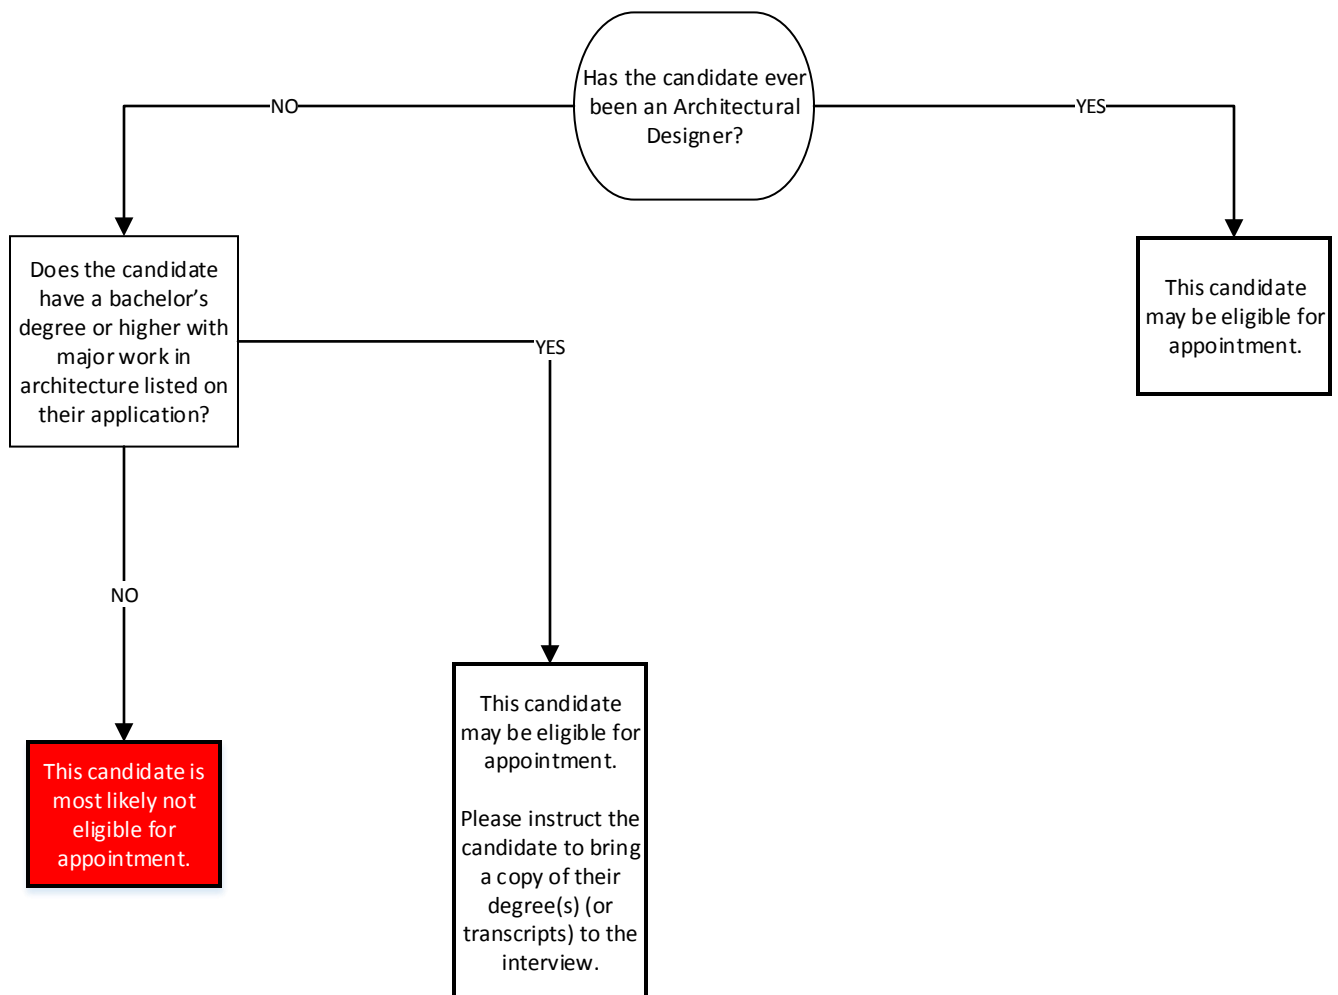 Has the candidate ever
been an Architectural
Designer?
NO
YES
Does the candidate
have a bachelor’s
degree or higher with
major work in
architecture listed on
their application?
YES
This candidate
may be eligible for
appointment.
NO
This candidate is
most likely not
eligible for
appointment.
This candidate
may be eligible for
appointment.
Please instruct the
candidate to bring
a copy of their
degree(s) (or
transcripts) to the
interview.